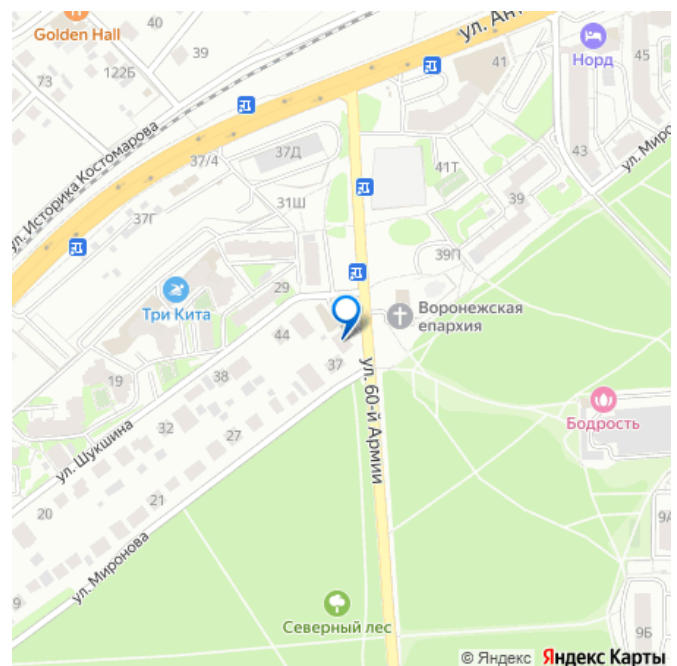 Golden Hall
40
39
73
122Б
ул. Историка Костомарова
ул. Ант
41
Норд
45
43
ул. Миро
37/4
37Д
41Т
39
31Ш
37Г
39П
29
Три Кита
Воронежская
епархия
44
19
38
37
ул. 60-й Армии
Бодрость
32
27
ул. Шукшина
20
21
ул. Миронова
9А
9
Северный лес
9Б
© Яндекс Яндекс Карты